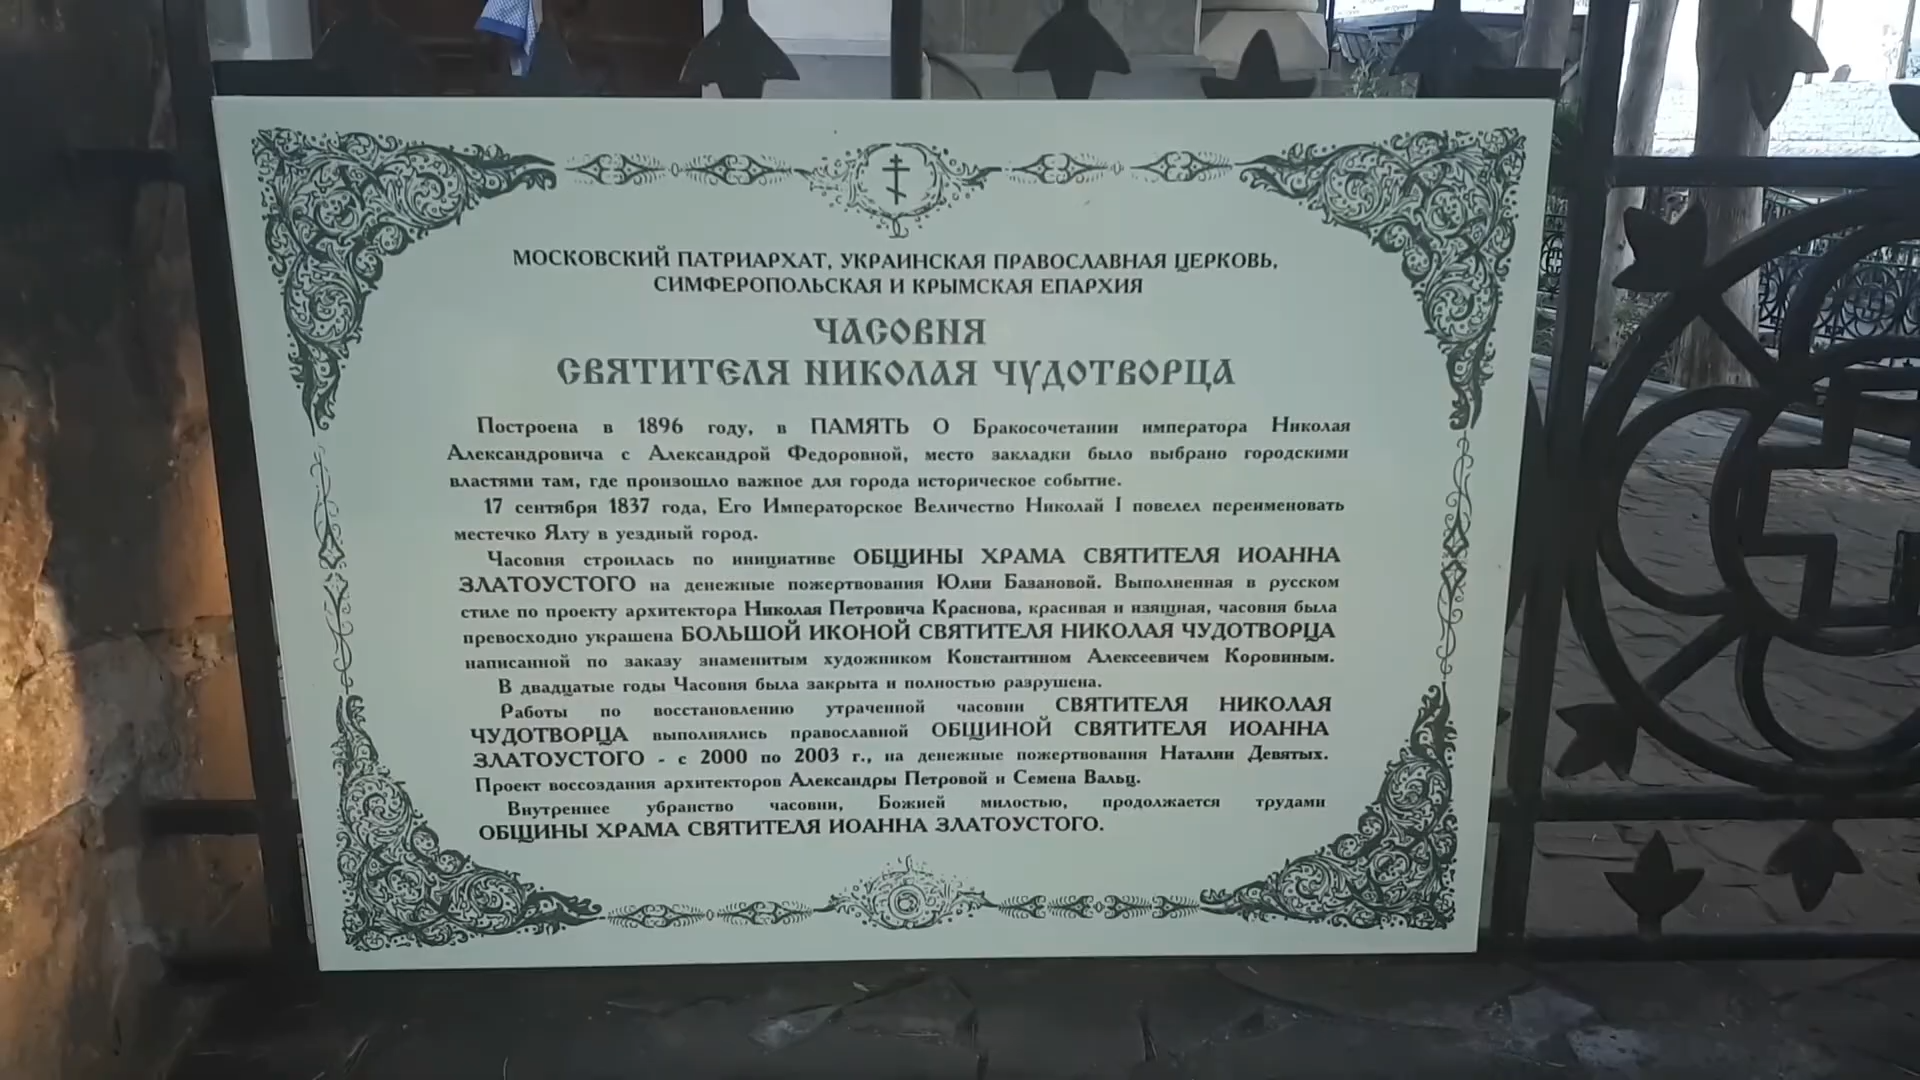 МОСКОВСКИЙ ПАТРИАРХАТ, УКРАИНСКАЯ ПРАВОСЛАВНАЯ ЦЕРКОВЬ,
СИМФЕРОПОЛЬСКАЯ И КРЫМСКАЯ ЕПАРХИЯ
ЧАСОВНЯ
СВЯТИТЕЛЯ НИКОЛАЯ ЧУДОТВОРЦА
Построена в 1896 году, в ПАМЯТЬ О Бракосочетании императора Николая
Александровича с Александрой Федоровной, место закладки было выбрано городскими
властями там, где произошло важное для города историческое событие.
17 сентября 1837 года, Его Императорское Величество Николай I повелел переименовать
местечко Ялту в уездный город.
Часовня строилась по инициативе ОБЩИНЫ ХРАМА СВЯТИТЕЛЯ ИОАННА
ЗЛАТОУСТОГО на денежные пожертвования Юлии Базановой. Выполненная в русском
стиле по проекту архитектора Николая Петровича Краснова, красивая и изящная, часовня была
превосходно украшена БОЛЬШОЙ ИКОНОЙ СВЯТИТЕЛЯ НИКОЛАЯ ЧУДОТВОРЦА
написанной по заказу знаменитым художником Константином Алексеевичем Коровиным.
В двадцатые годы Часовня была закрыта и полностью разрушена.
Работы по восстановлению утраченной часовни СВЯТИТЕЛЯ НИКОЛАЯ
ЧУДОТВОРЦА выполнялись православной ОБЩИНОЙ СВЯТИТЕЛЯ ИОАННА
ЗЛАТОУСТОГО - с 2000 по 2003 г., на денежные пожертвования Наталии Девятых.
Проект воссоздания архитекторов Александры Петровой и Семена Вальц.
Внутреннее убранство часовни, Божией милостью, продолжается трудами
ОБЩИНЫ ХРАМА СВЯТИТЕЛЯ ИОАННА ЗЛАТОУСТОГО.